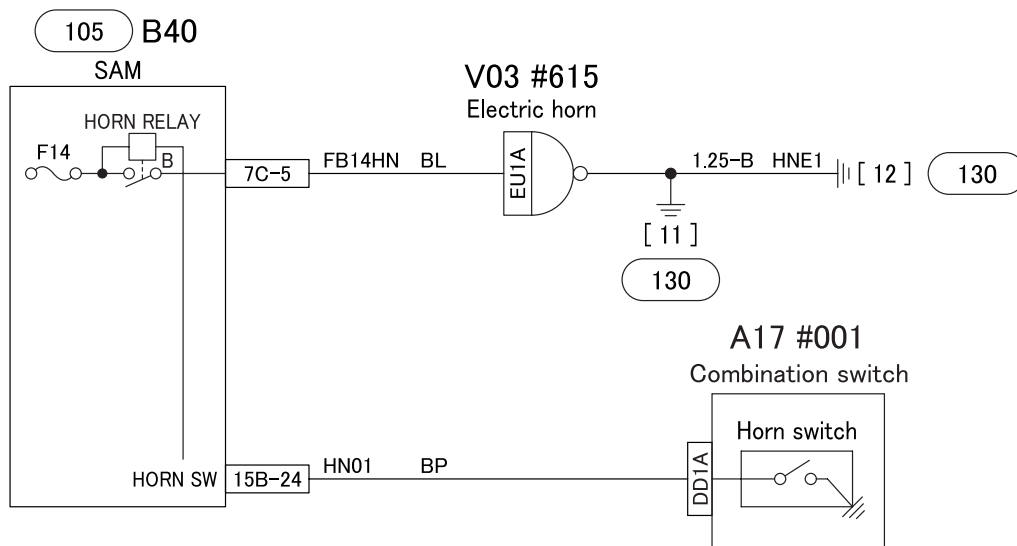 105 B40
SAM
HORN RELAY
F14
B
7C-5
FB14HN BL
V03 #615
Electric horn
EU1A
1.25-B HNE1
[ 12 ]
130
[ 11 ]
130
A17 #001
Combination switch
Horn switch
DD1A
HORN SW
15B-24
HN01 BP